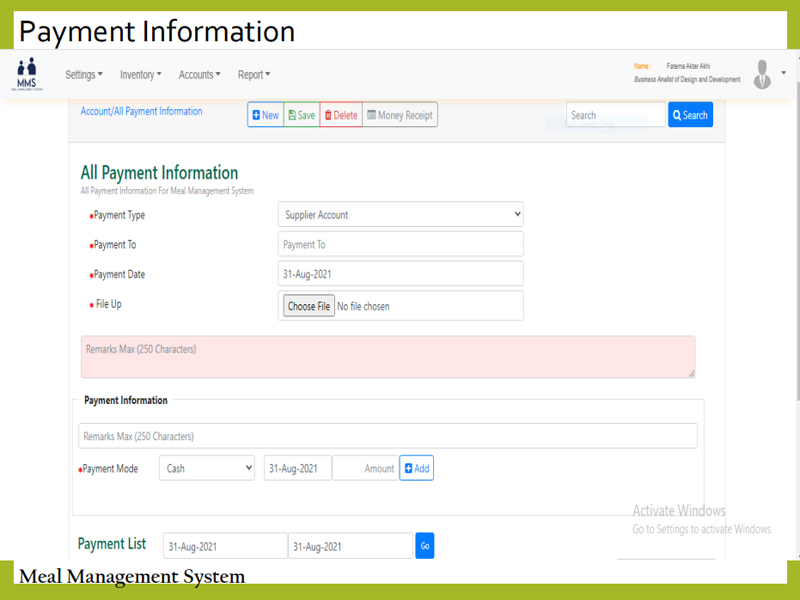 Payment Information
MMS
Settings Inventory Accounts Report
Name : Fatema Akter Akhi
Business Analist of Design and Development
Account/All Payment Information
New Save Delete Money Receipt
Search Search
All Payment Information
All Payment Information For Meal Management System
*Payment Type Supplier Account
*Payment To Payment To
*Payment Date 31-Aug-2021
* File Up Choose File No file chosen
Remarks Max (250 Characters)
Payment Information
Remarks Max (250 Characters)
*Payment Mode Cash 31-Aug-2021 Amount Add
Activate Windows
Go to Settings to activate Windows.
Payment List 31-Aug-2021 31-Aug-2021 Go
Meal Management System